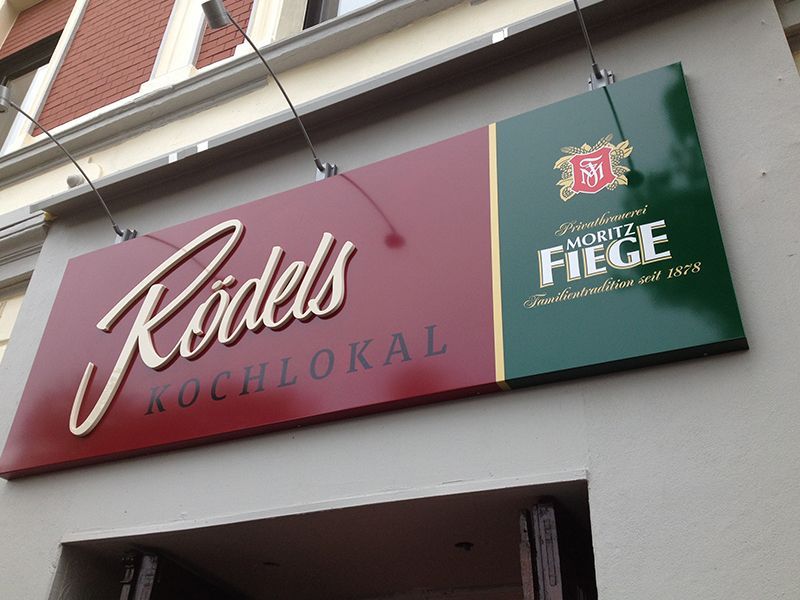 Rödels
KOCHLOKAL
Privatbrauerei
MORITZ
FIEGE
Familientradition seit 1878